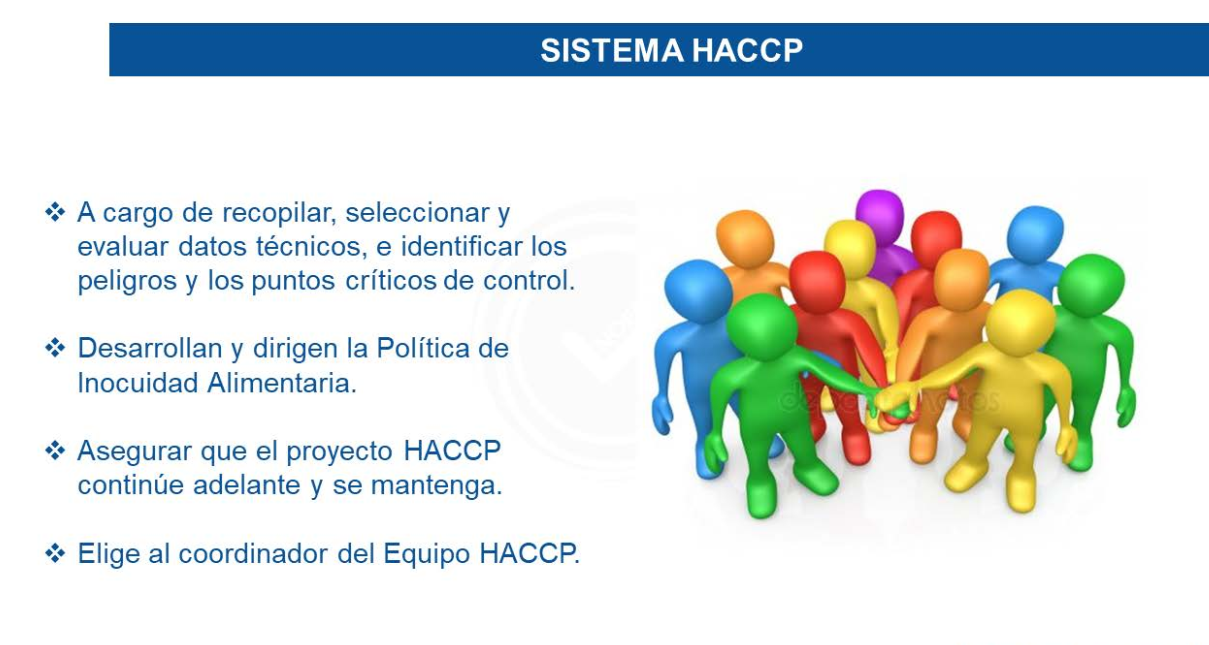 SISTEMA HACCP
❖ A cargo de recopilar, seleccionar y
evaluar datos técnicos, e identificar los
peligros y los puntos críticos de control.
❖ Desarrollan y dirigen la Política de
Inocuidad Alimentaria.
❖ Asegurar que el proyecto HACCP
continúe adelante y se mantenga.
❖ Elige al coordinador del Equipo HACCP.